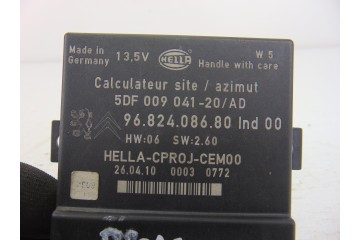 Made in Germany 13,5V HELLA W 5
Handle with care
Calculateur site / azimut
5DF 009 041-20/AD
96.824.086.80 Ind 00
HW:06 SW:2.60
HELLA-CPROJ-CEM00
26.04.10 0003 0772